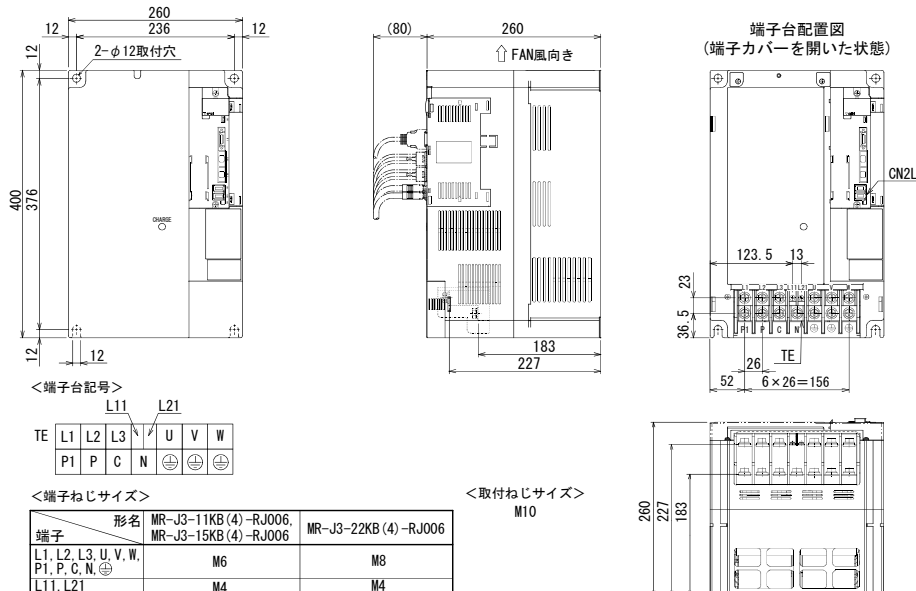 260
12
236
12
2-φ12取付穴
12
400
376
CHARGE
12
12
(80)
260
FAN風向き
183
227
端子台配置図
(端子カバーを開いた状態)
CN2L
123.5
13
23
36.5
L1 L2 L3 L11 L21 U V W
P1 P C N
26
TE
52
6×26=156
<端子台記号>
L11
L21
TE L1 L2 L3 U V W
P1 P C N
<端子ねじサイズ>
形名
端子
MR-J3-11KB(4)-RJ006,
MR-J3-15KB(4)-RJ006
MR-J3-22KB(4)-RJ006
L1, L2, L3, U, V, W,
P1, P, C, N,
M6
M8
L11, L21
M4
M4
<取付ねじサイズ>
M10
260
227
183